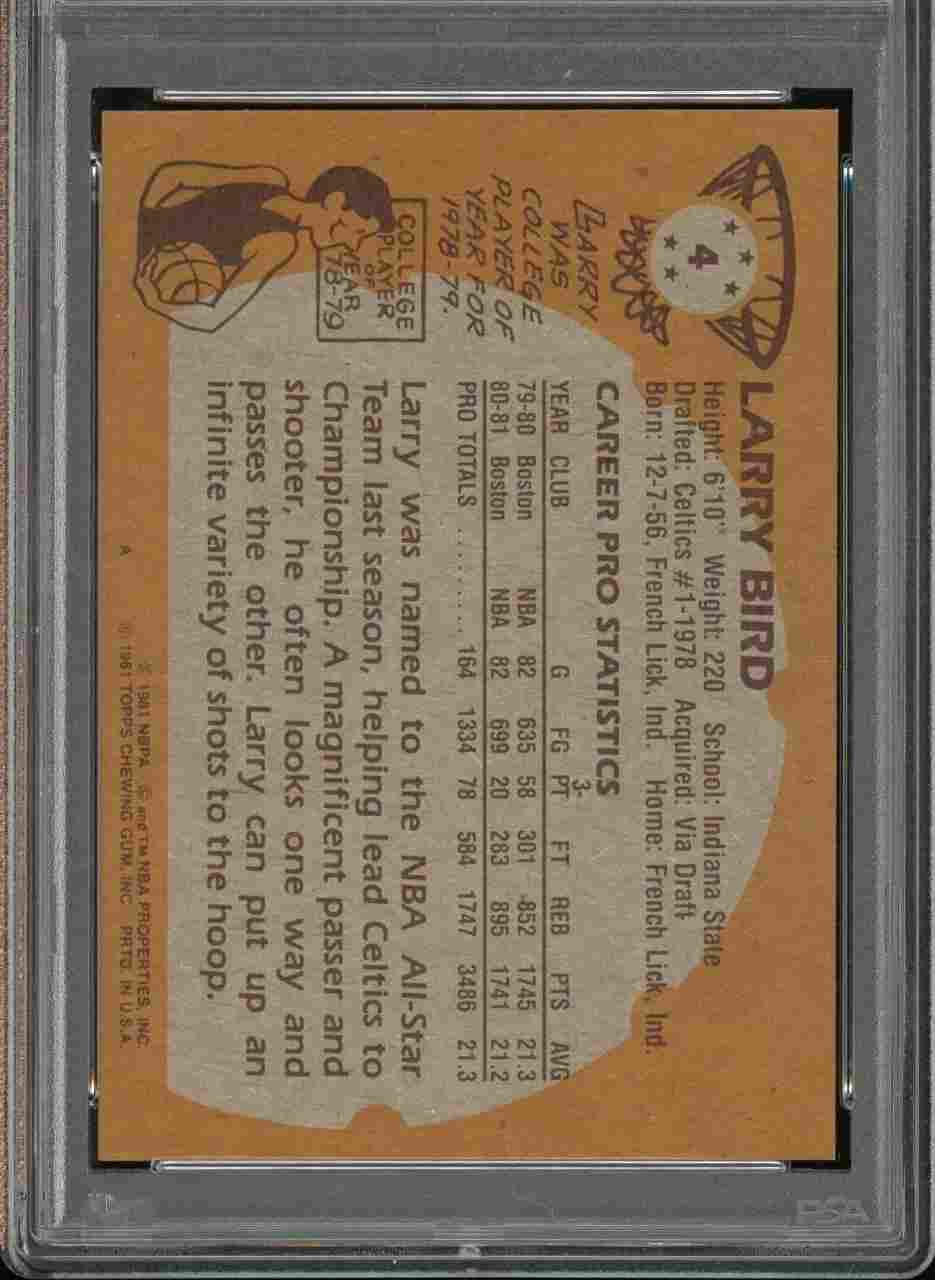 4
LARRY BIRD
Height: 6'10" Weight: 220 School: Indiana State
Drafted: Celtics #1-1978 Acquired: Via Draft
Born: 12-7-56, French Lick, Ind. Home: French Lick, Ind.
CAREER PRO STATISTICS
YEAR CLUB G FG 3-PT FT REB PTS AVG
79-80 Boston NBA 82 635 58 301 852 1745 21.3
80-81 Boston NBA 82 699 20 283 895 1741 21.2
PRO TOTALS ........ 164 1334 78 584 1747 3486 21.3
LARRY
WAS
COLLEGE
PLAYER OF
YEAR FOR
1978-79.
COLLEGE
PLAYER
OF
YEAR
78-79
Larry was named to the NBA All-Star
Team last season, helping lead Celtics to
Championship. A magnificent passer and
shooter, he often looks one way and
passes the other. Larry can put up an
infinite variety of shots to the hoop.
© 1981 NBPA © and TM NBA PROPERTIES, INC.
A © 1981 TOPPS CHEWING GUM, INC. PRTD. IN U.S.A.
PSA